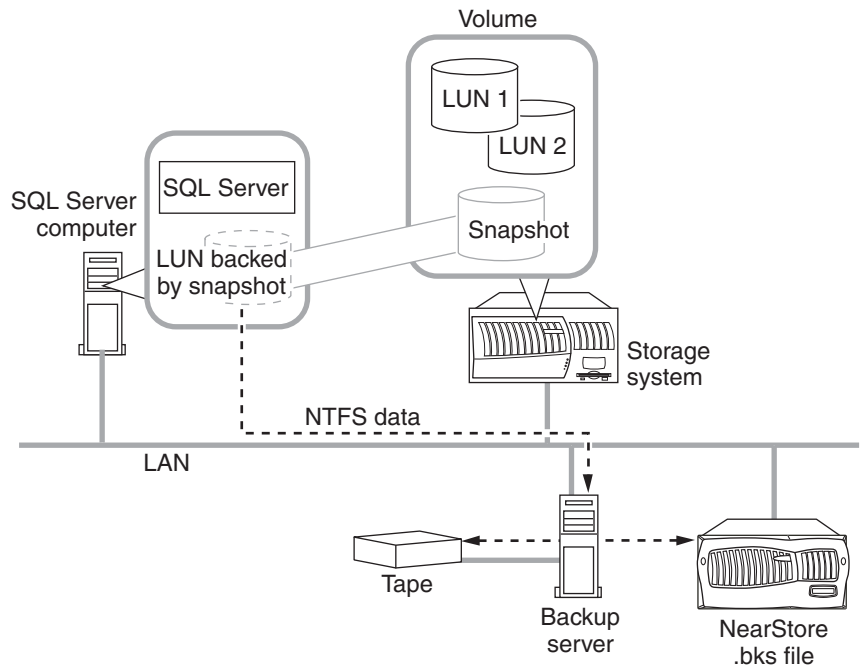 Volume
LUN 1
LUN 2
SQL Server
SQL Server
computer
Snapshot
LUN backed
by snapshot
Storage
system
NTFS data
LAN
Tape
Backup
server
NearStore
.bks file